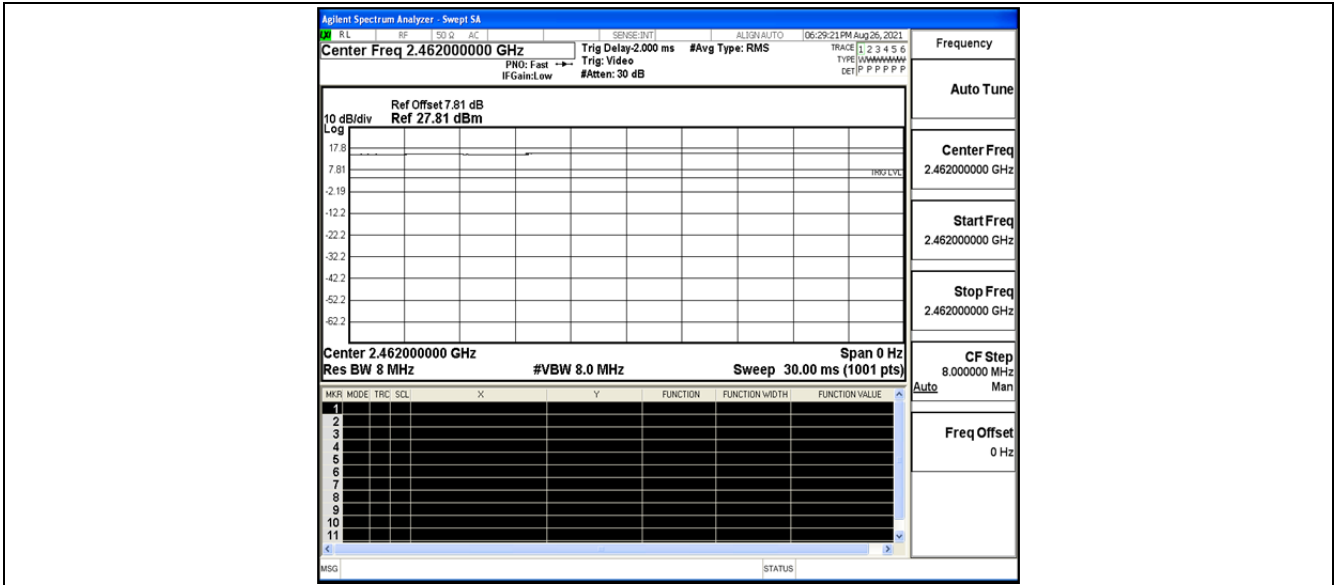 Agilent Spectrum Analyzer - Swept SA
RL RF 50 Ω AC SENSE:INT ALIGNAUTO 06:29:21 PM Aug 26, 2021
Center Freq 2.462000000 GHz
PNO: Fast
IFGain:Low
Trig Delay-2.000 ms
Trig: Video
#Atten: 30 dB
#Avg Type: RMS
TRACE 1 2 3 4 5 6
TYPE
DET P P P P P P
Ref Offset 7.81 dB
10 dB/div Ref 27.81 dBm
Log
17.8
7.81
-2.19
-12.2
-22.2
-32.2
-42.2
-52.2
-62.2
TRIG LVL
Center 2.462000000 GHz Span 0 Hz
Res BW 8 MHz #VBW 8.0 MHz Sweep 30.00 ms (1001 pts)
MKR MODE TRC SCL X Y FUNCTION FUNCTION WIDTH FUNCTION VALUE
1
2
3
4
5
6
7
8
9
10
11
MSG STATUS
Frequency
Auto Tune
Center Freq
2.462000000 GHz
Start Freq
2.462000000 GHz
Stop Freq
2.462000000 GHz
CF Step
8.000000 MHz
Auto Man
Freq Offset
0 Hz